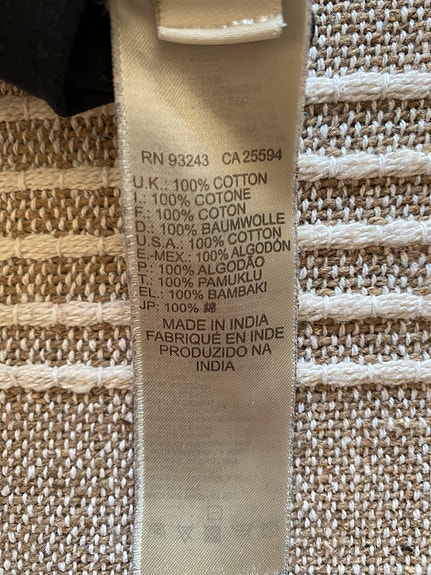 RN 93243 CA 25594
U.K.: 100% COTTON
I.: 100% COTONE
F.: 100% COTON
D.: 100% BAUMWOLLE
U.S.A.: 100% COTTON
E-MEX.: 100% ALGODÓN
P.: 100% ALGODÃO
T.: 100% PAMUKLU
EL.: 100% BAMBAKI
JP.: 100% 綿
MADE IN INDIA
FABRIQUÉ EN INDE
PRODUZIDO NA
INDIA